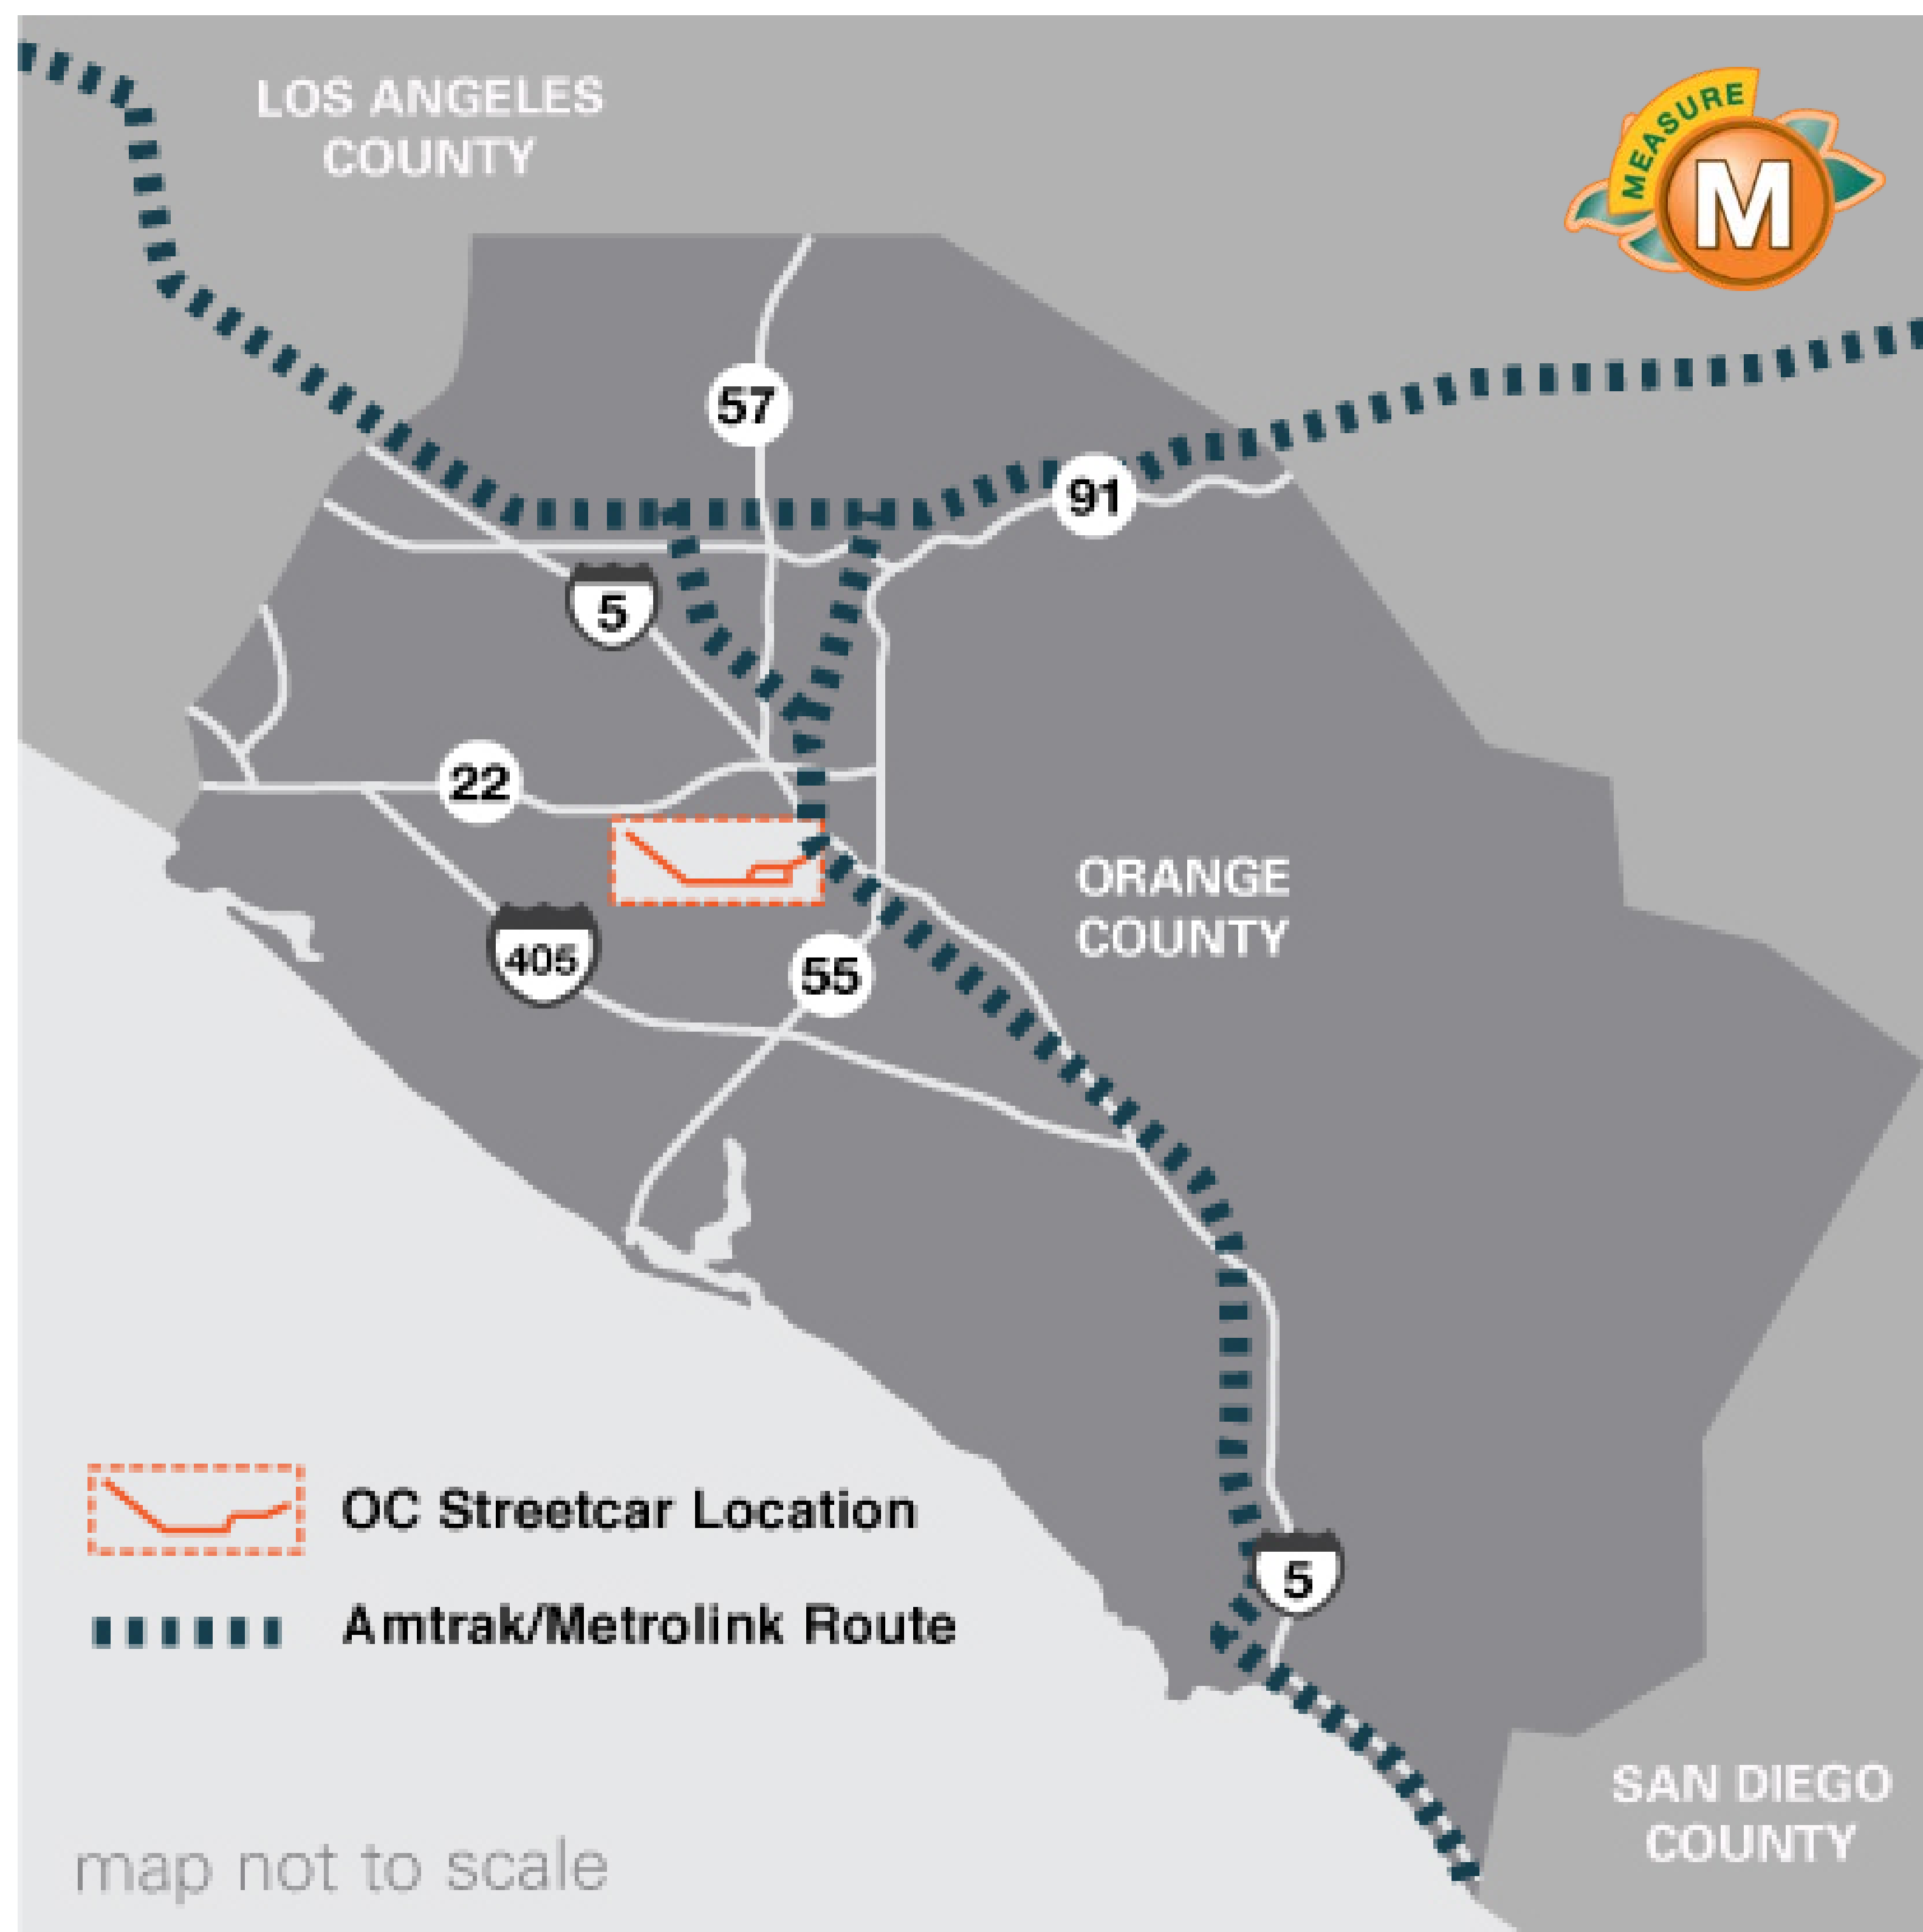 LOS ANGELES
COUNTY
MEASURE
M
57
91
5
22
ORANGE
COUNTY
405
55
OC Streetcar Location
5
Amtrak/Metrolink Route
SAN DIEGO
COUNTY
map not to scale